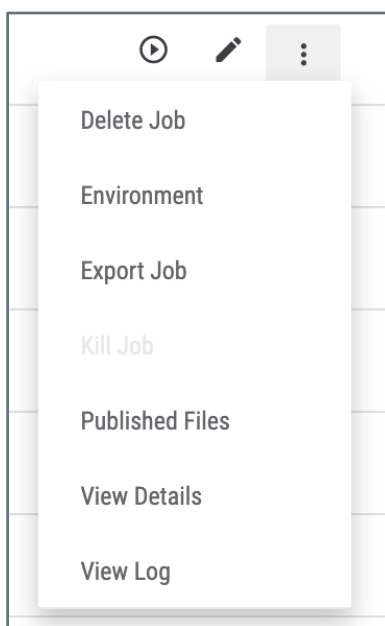 Delete Job
Environment
Export Job
Kill Job
Published Files
View Details
View Log